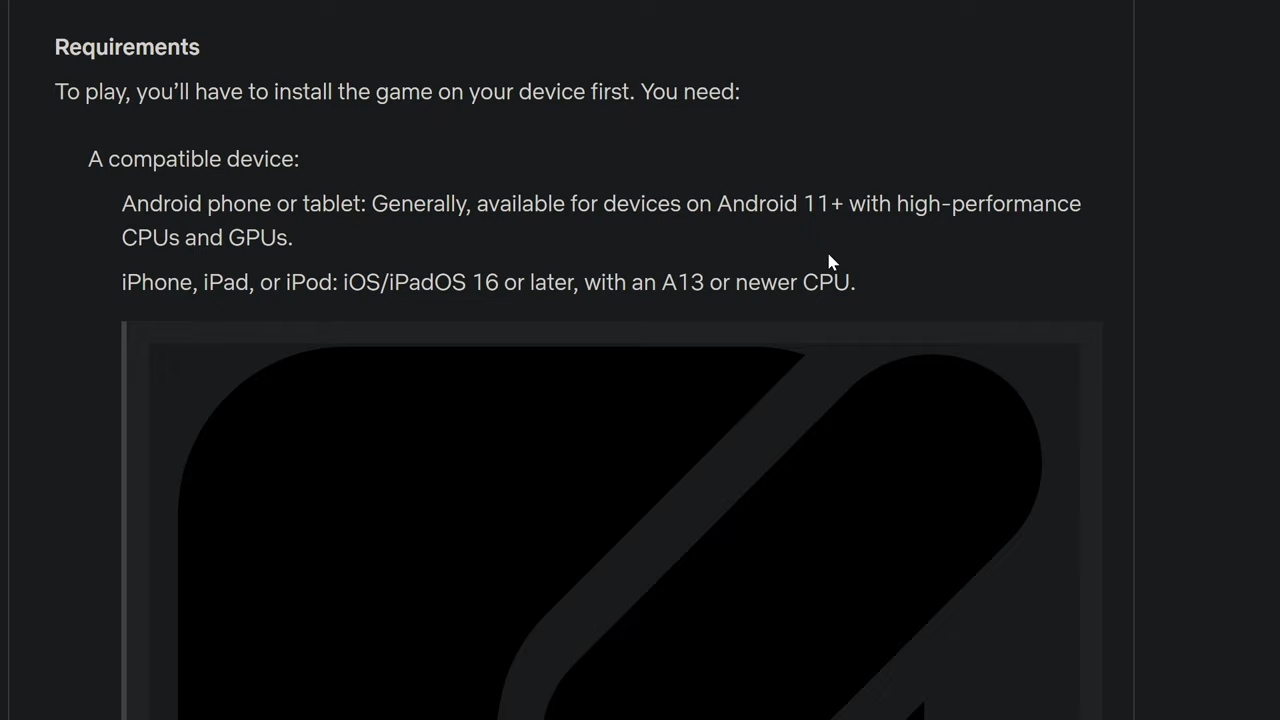 Requirements
To play, you’ll have to install the game on your device first. You need:
A compatible device:
Android phone or tablet: Generally, available for devices on Android 11+ with high-performance
CPUs and GPUs.
iPhone, iPad, or iPod: iOS/iPadOS 16 or later, with an A13 or newer CPU.